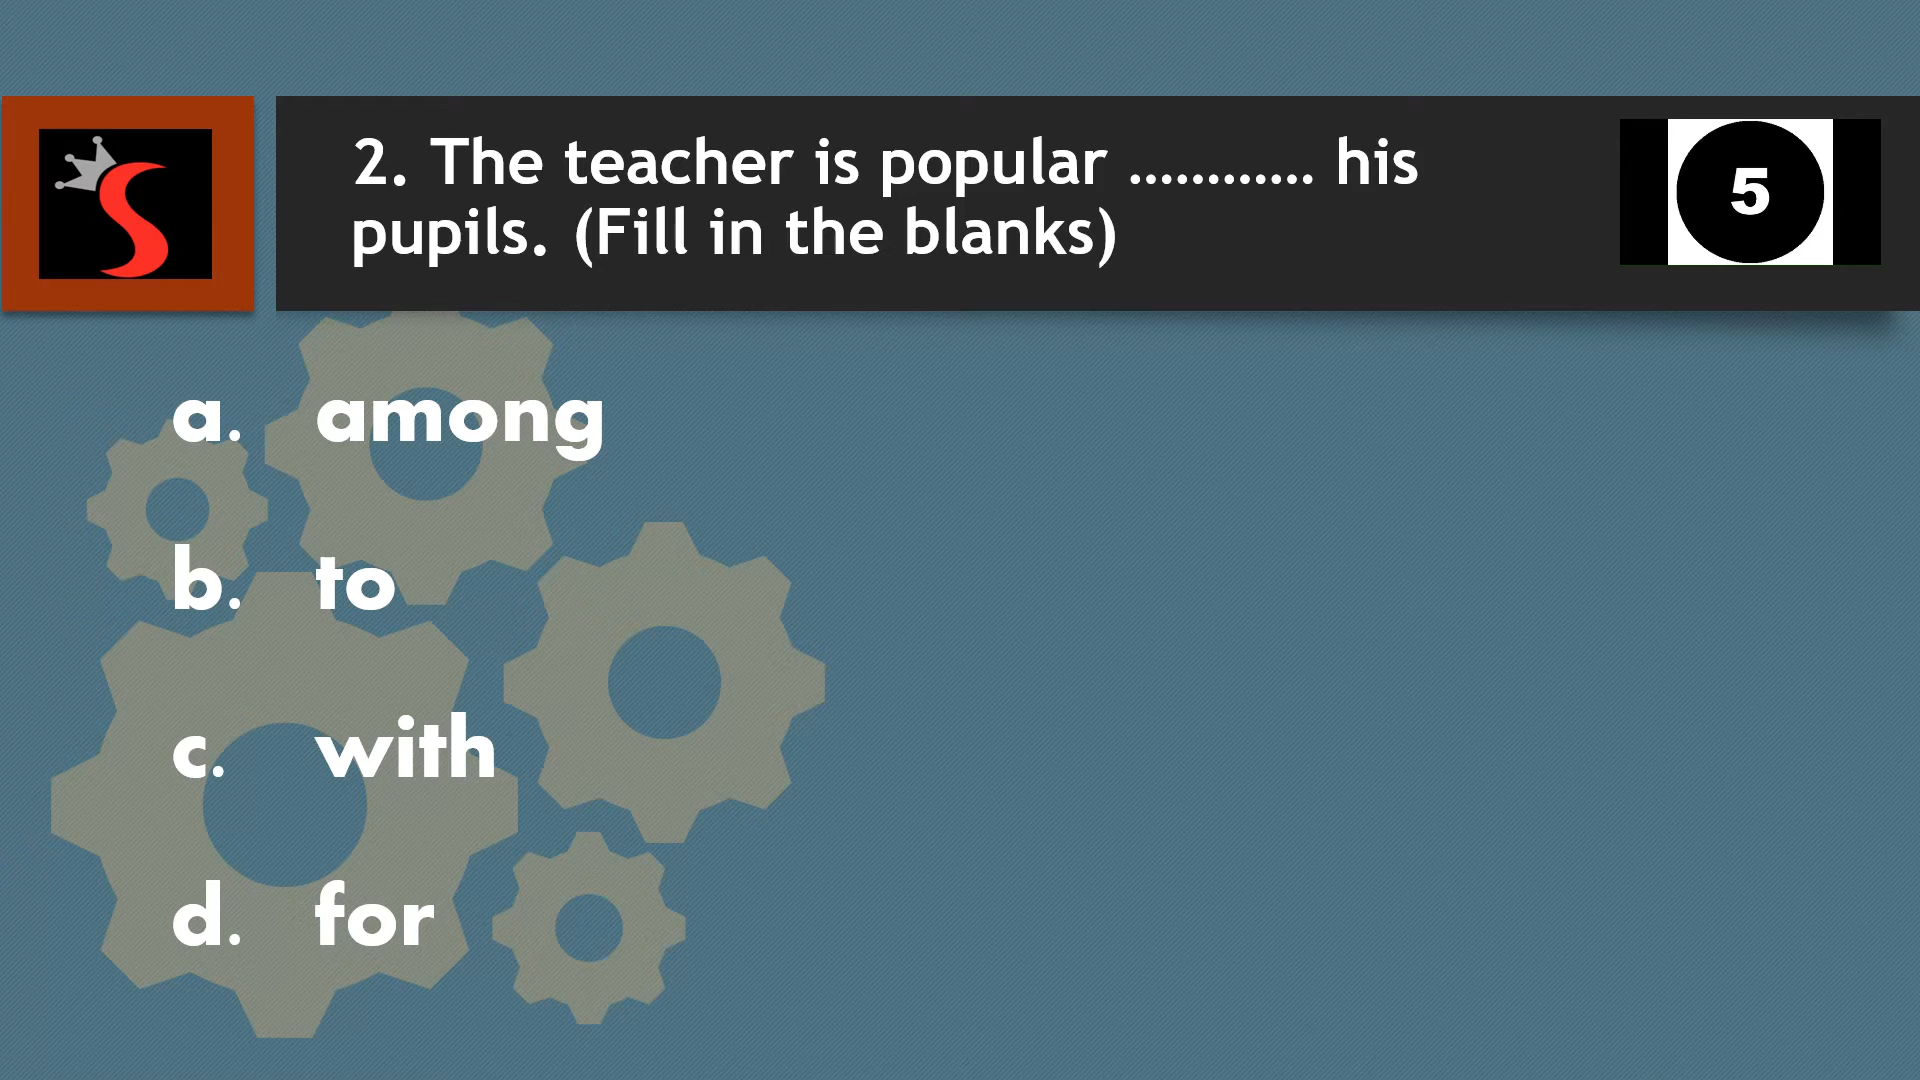 2. The teacher is popular ............ his
pupils. (Fill in the blanks)
5
a. among
b. to
c. with
d. for